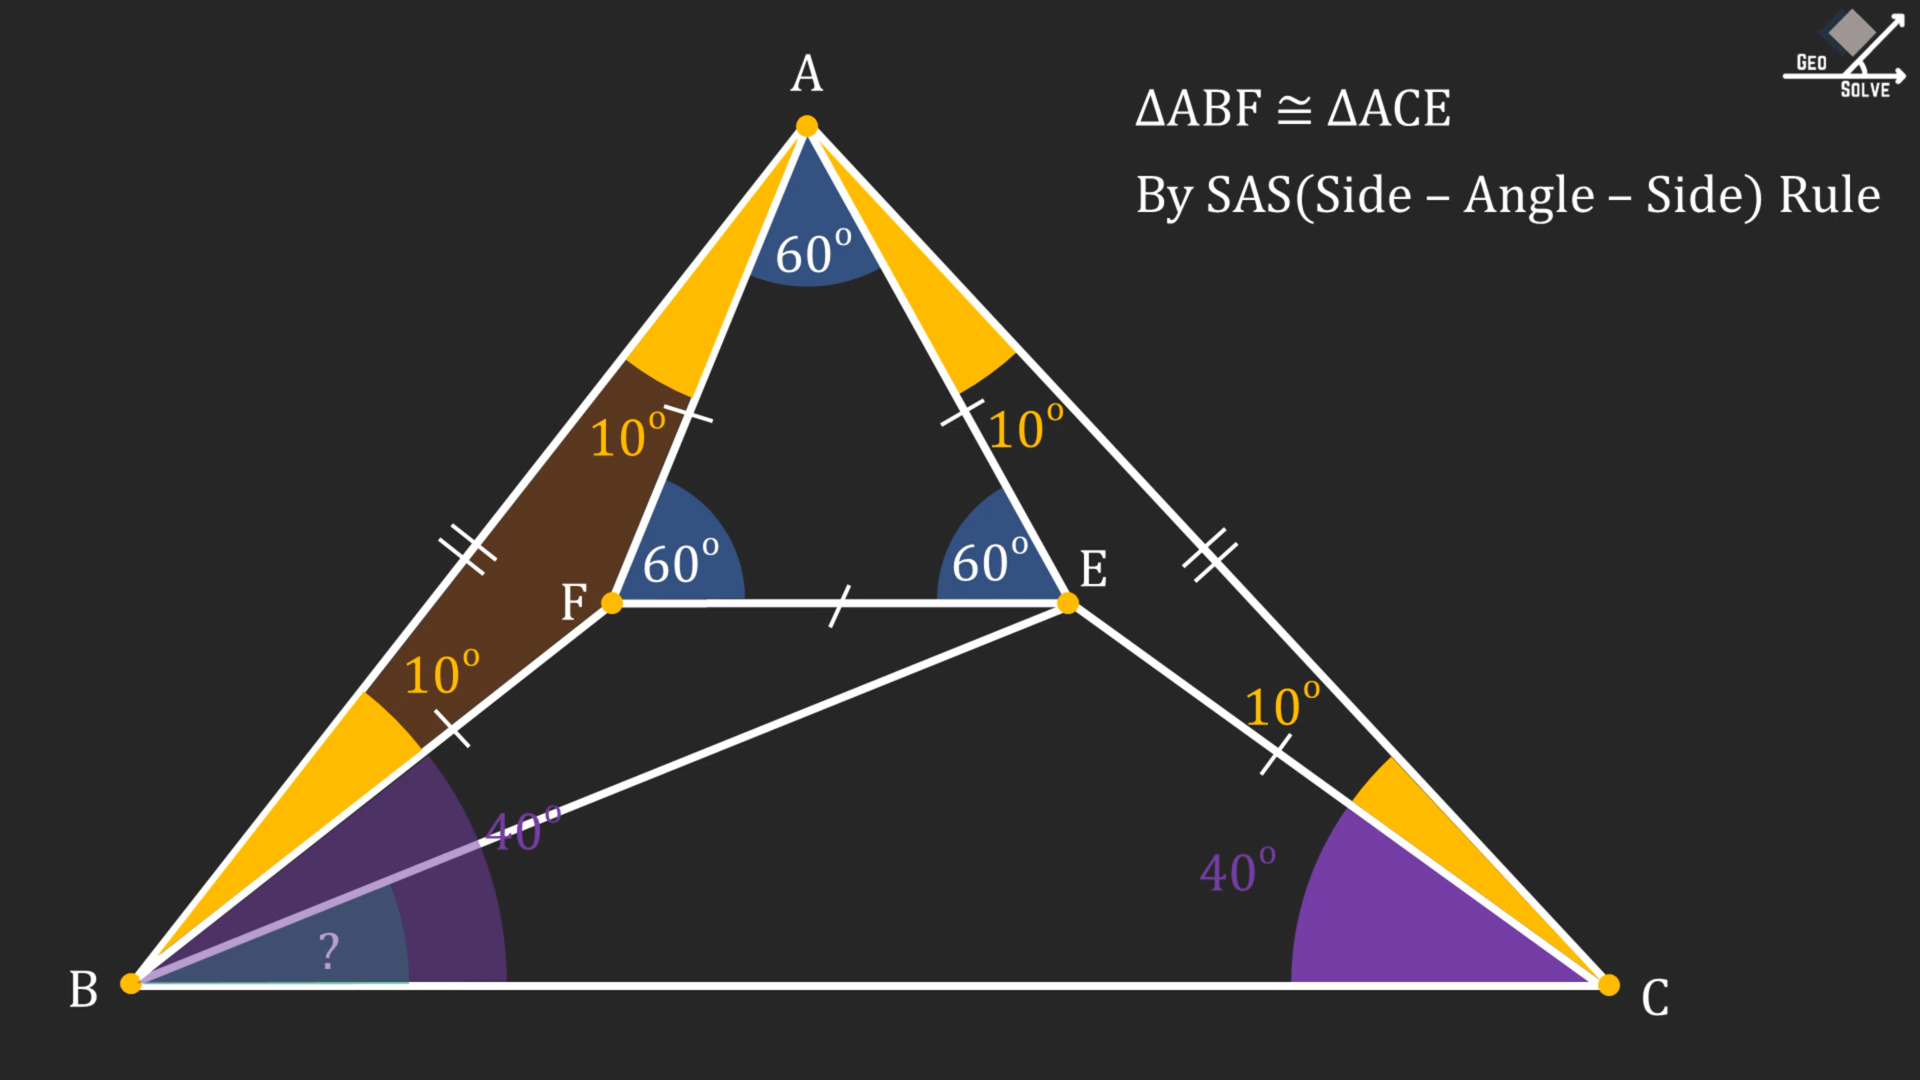 GEO
SOLVE
A
ΔABF ≅ ΔACE
By SAS(Side – Angle – Side) Rule
60°
10°
10°
60°
60°
E
F
10°
10°
40°
40°
?
B
C